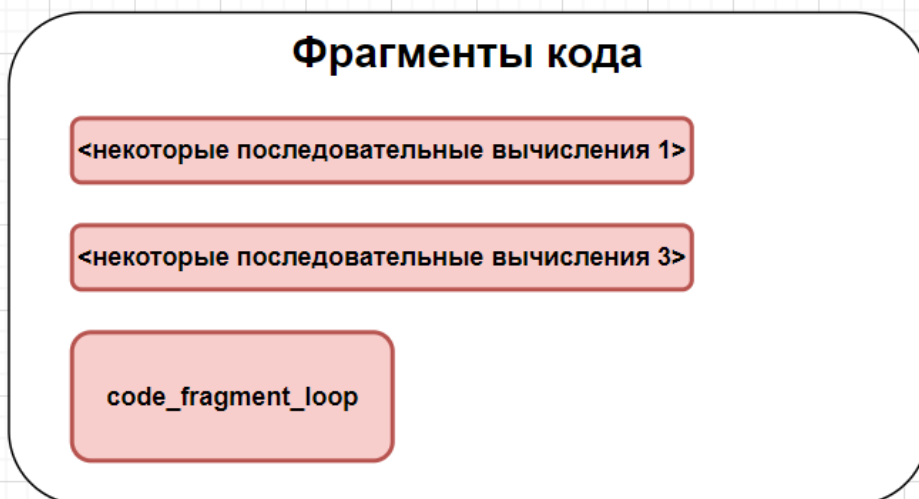 Фрагменты кода
<некоторые последовательные вычисления 1>
<некоторые последовательные вычисления 3>
code_fragment_loop